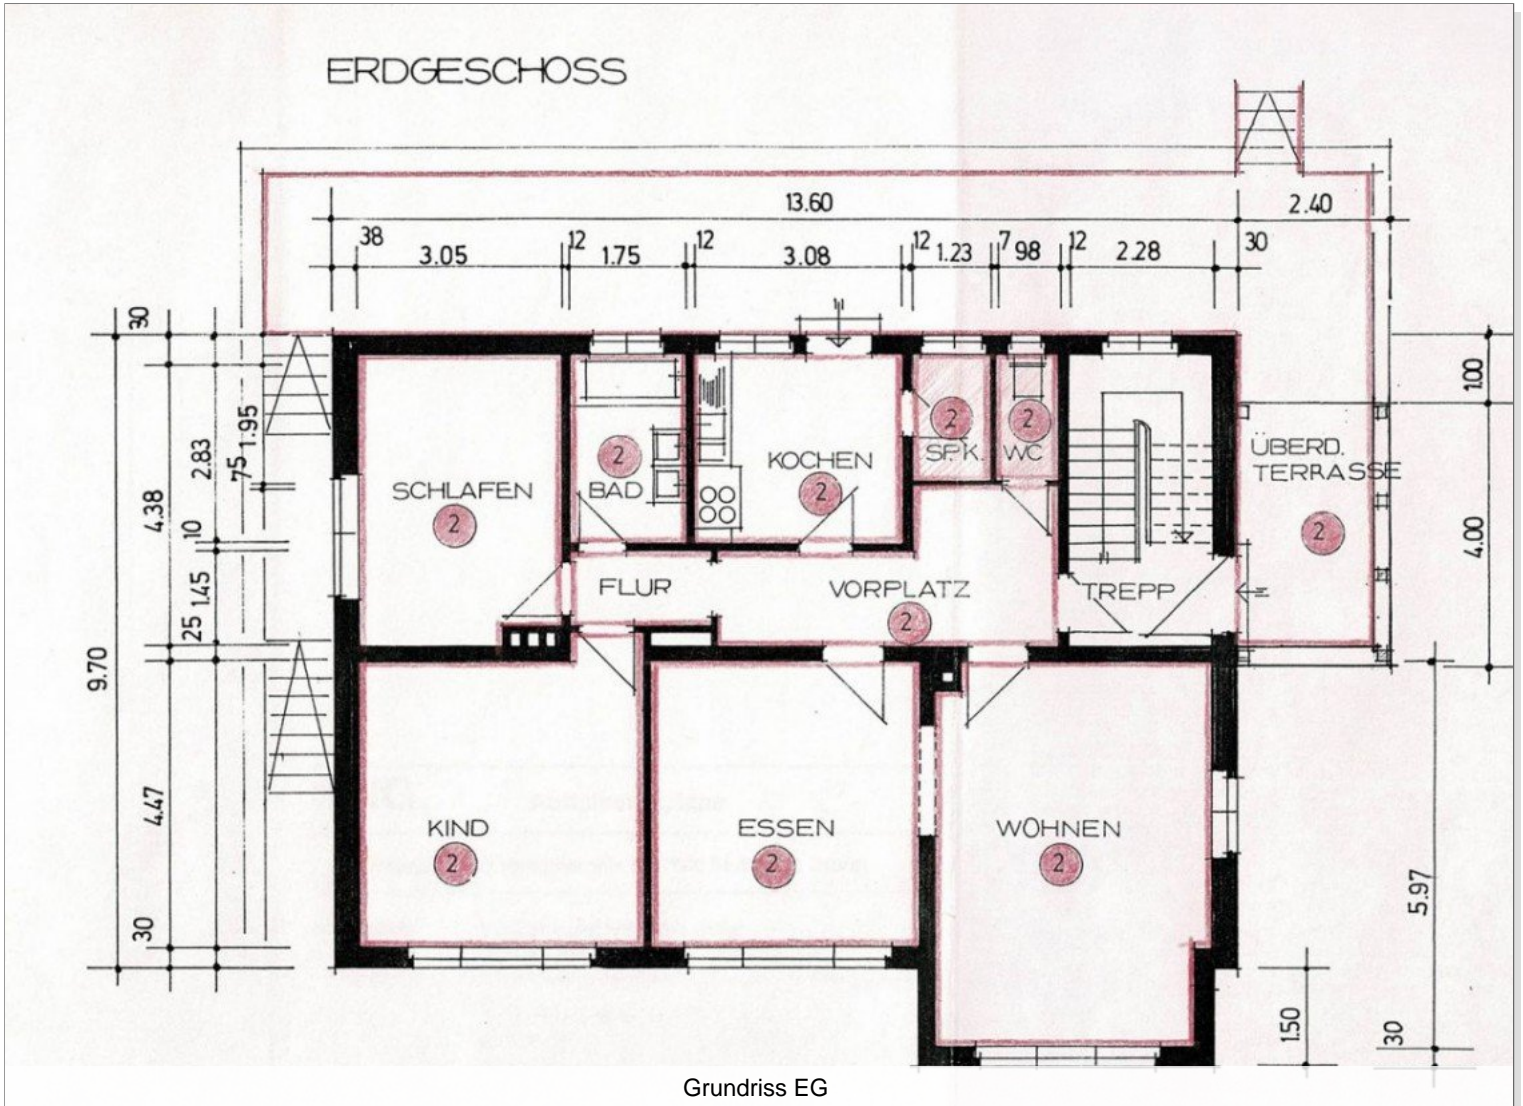 ERDGESCHOSS
13.60
2.40
38
3.05
12
1.75
12
3.08
12
1.23
7
98
12
2.28
30
30
2.83
1.95
75
4.38
10
1.45
25
9.70
4.47
30
1.00
4.00
5.97
1.50
30
SCHLAFEN
2
2
BAD
KOCHEN
2
2
SP.K.
2
WC
ÜBERD.
TERRASSE
2
FLUR
VORPLATZ
2
TREPP
KIND
2
ESSEN
2
WOHNEN
2
Grundriss EG